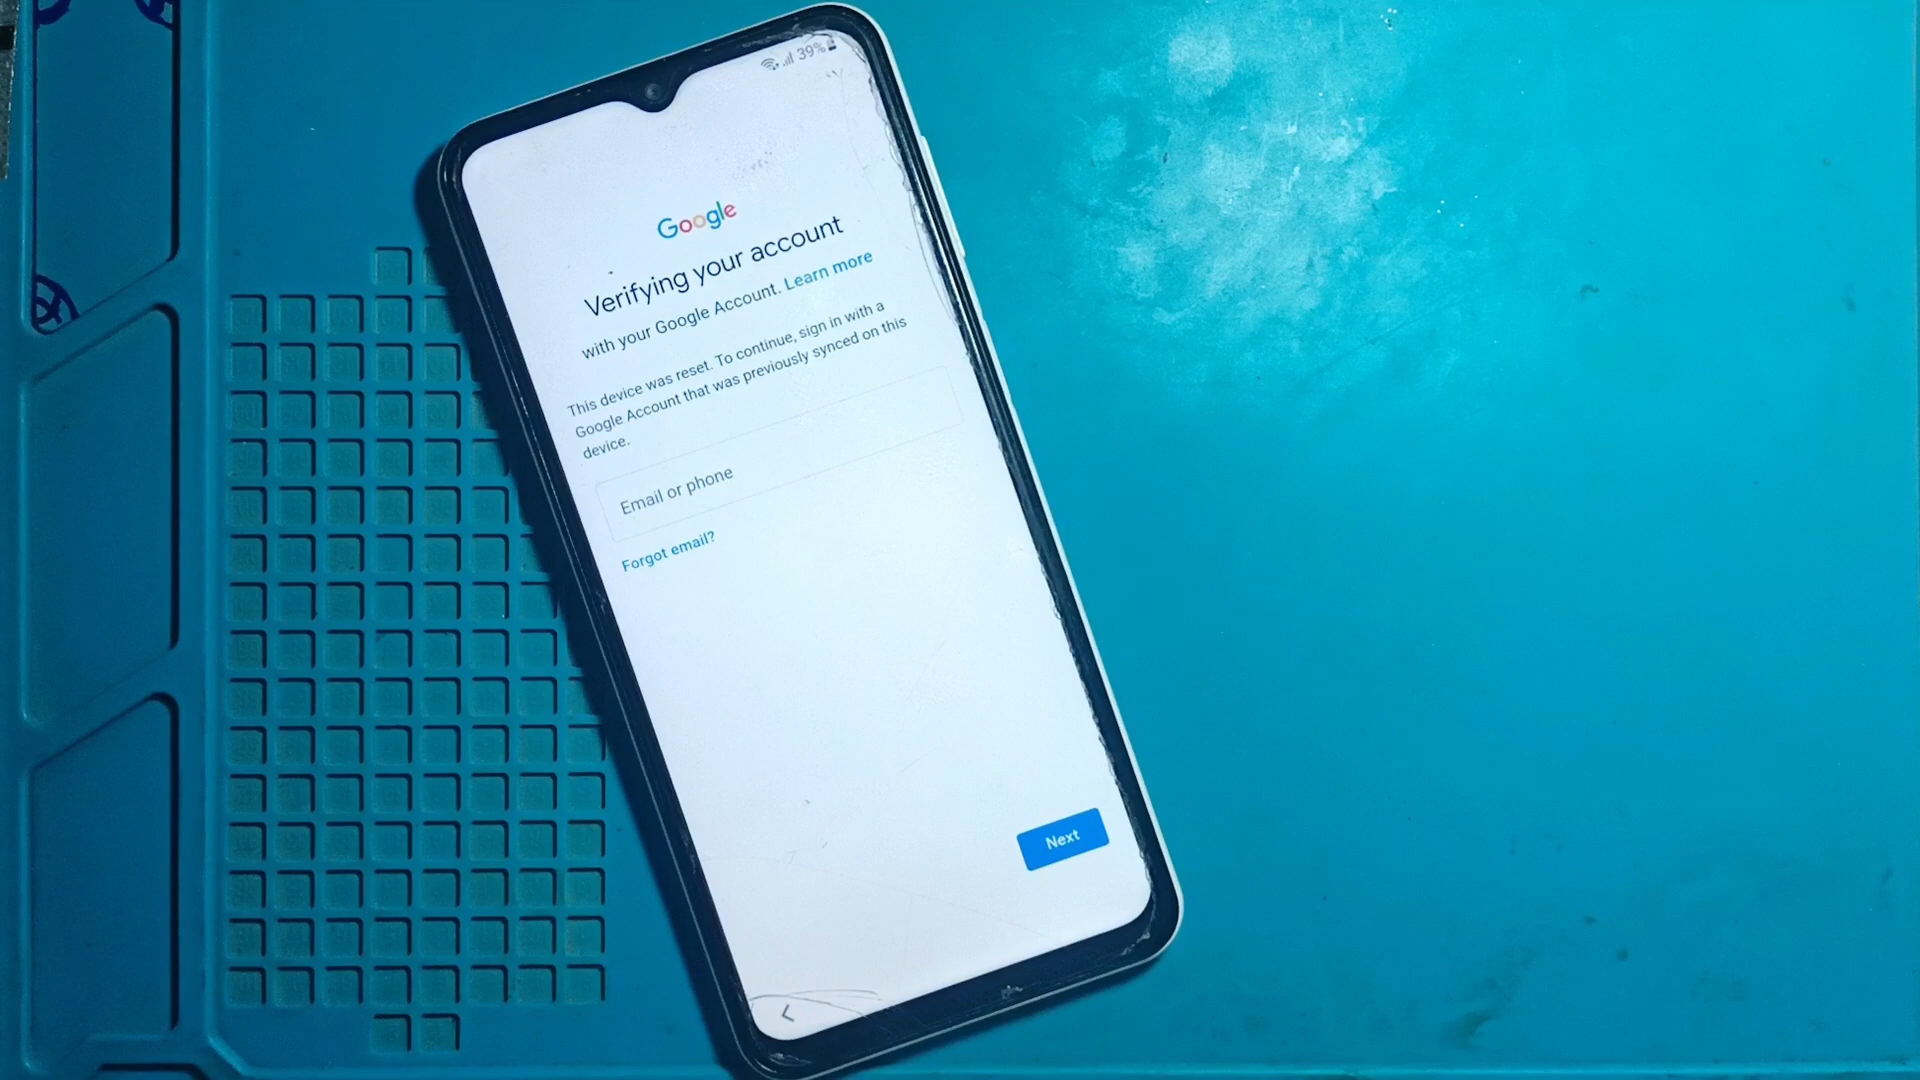 39%
Google
Verifying your account
with your Google Account. Learn more
This device was reset. To continue, sign in with a
Google Account that was previously synced on this
device.
Email or phone
Forgot email?
Next